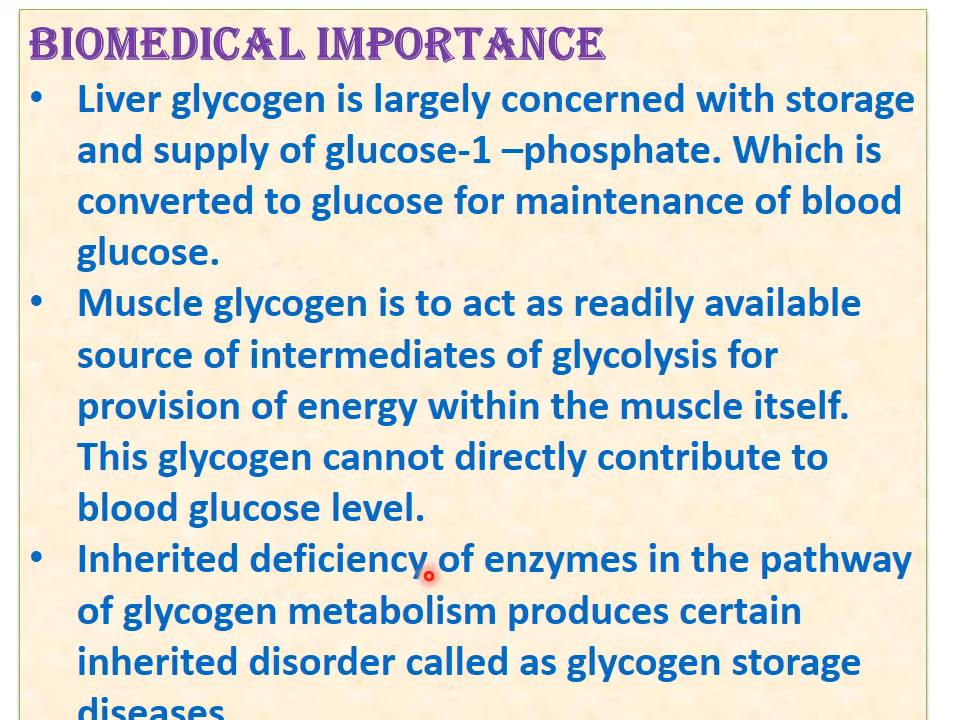 BIOMEDICAL IMPORTANCE
• Liver glycogen is largely concerned with storage
and supply of glucose-1 –phosphate. Which is
converted to glucose for maintenance of blood
glucose.
• Muscle glycogen is to act as readily available
source of intermediates of glycolysis for
provision of energy within the muscle itself.
This glycogen cannot directly contribute to
blood glucose level.
• Inherited deficiency of enzymes in the pathway
of glycogen metabolism produces certain
inherited disorder called as glycogen storage
diseases